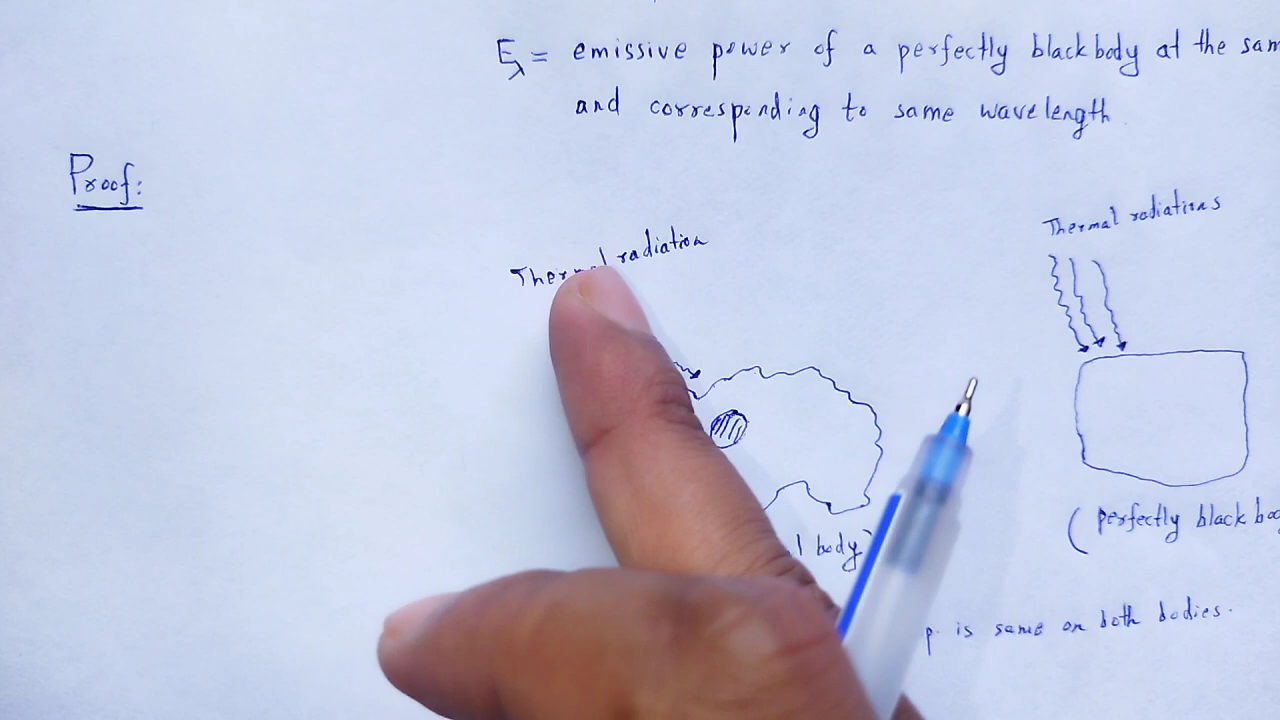 Eλ = emissive power of a perfectly blackbody at the
and corresponding to same wavelength
Proof:
Thermal radiations
radiation
( perfectly black
body)
is same on both bodies.